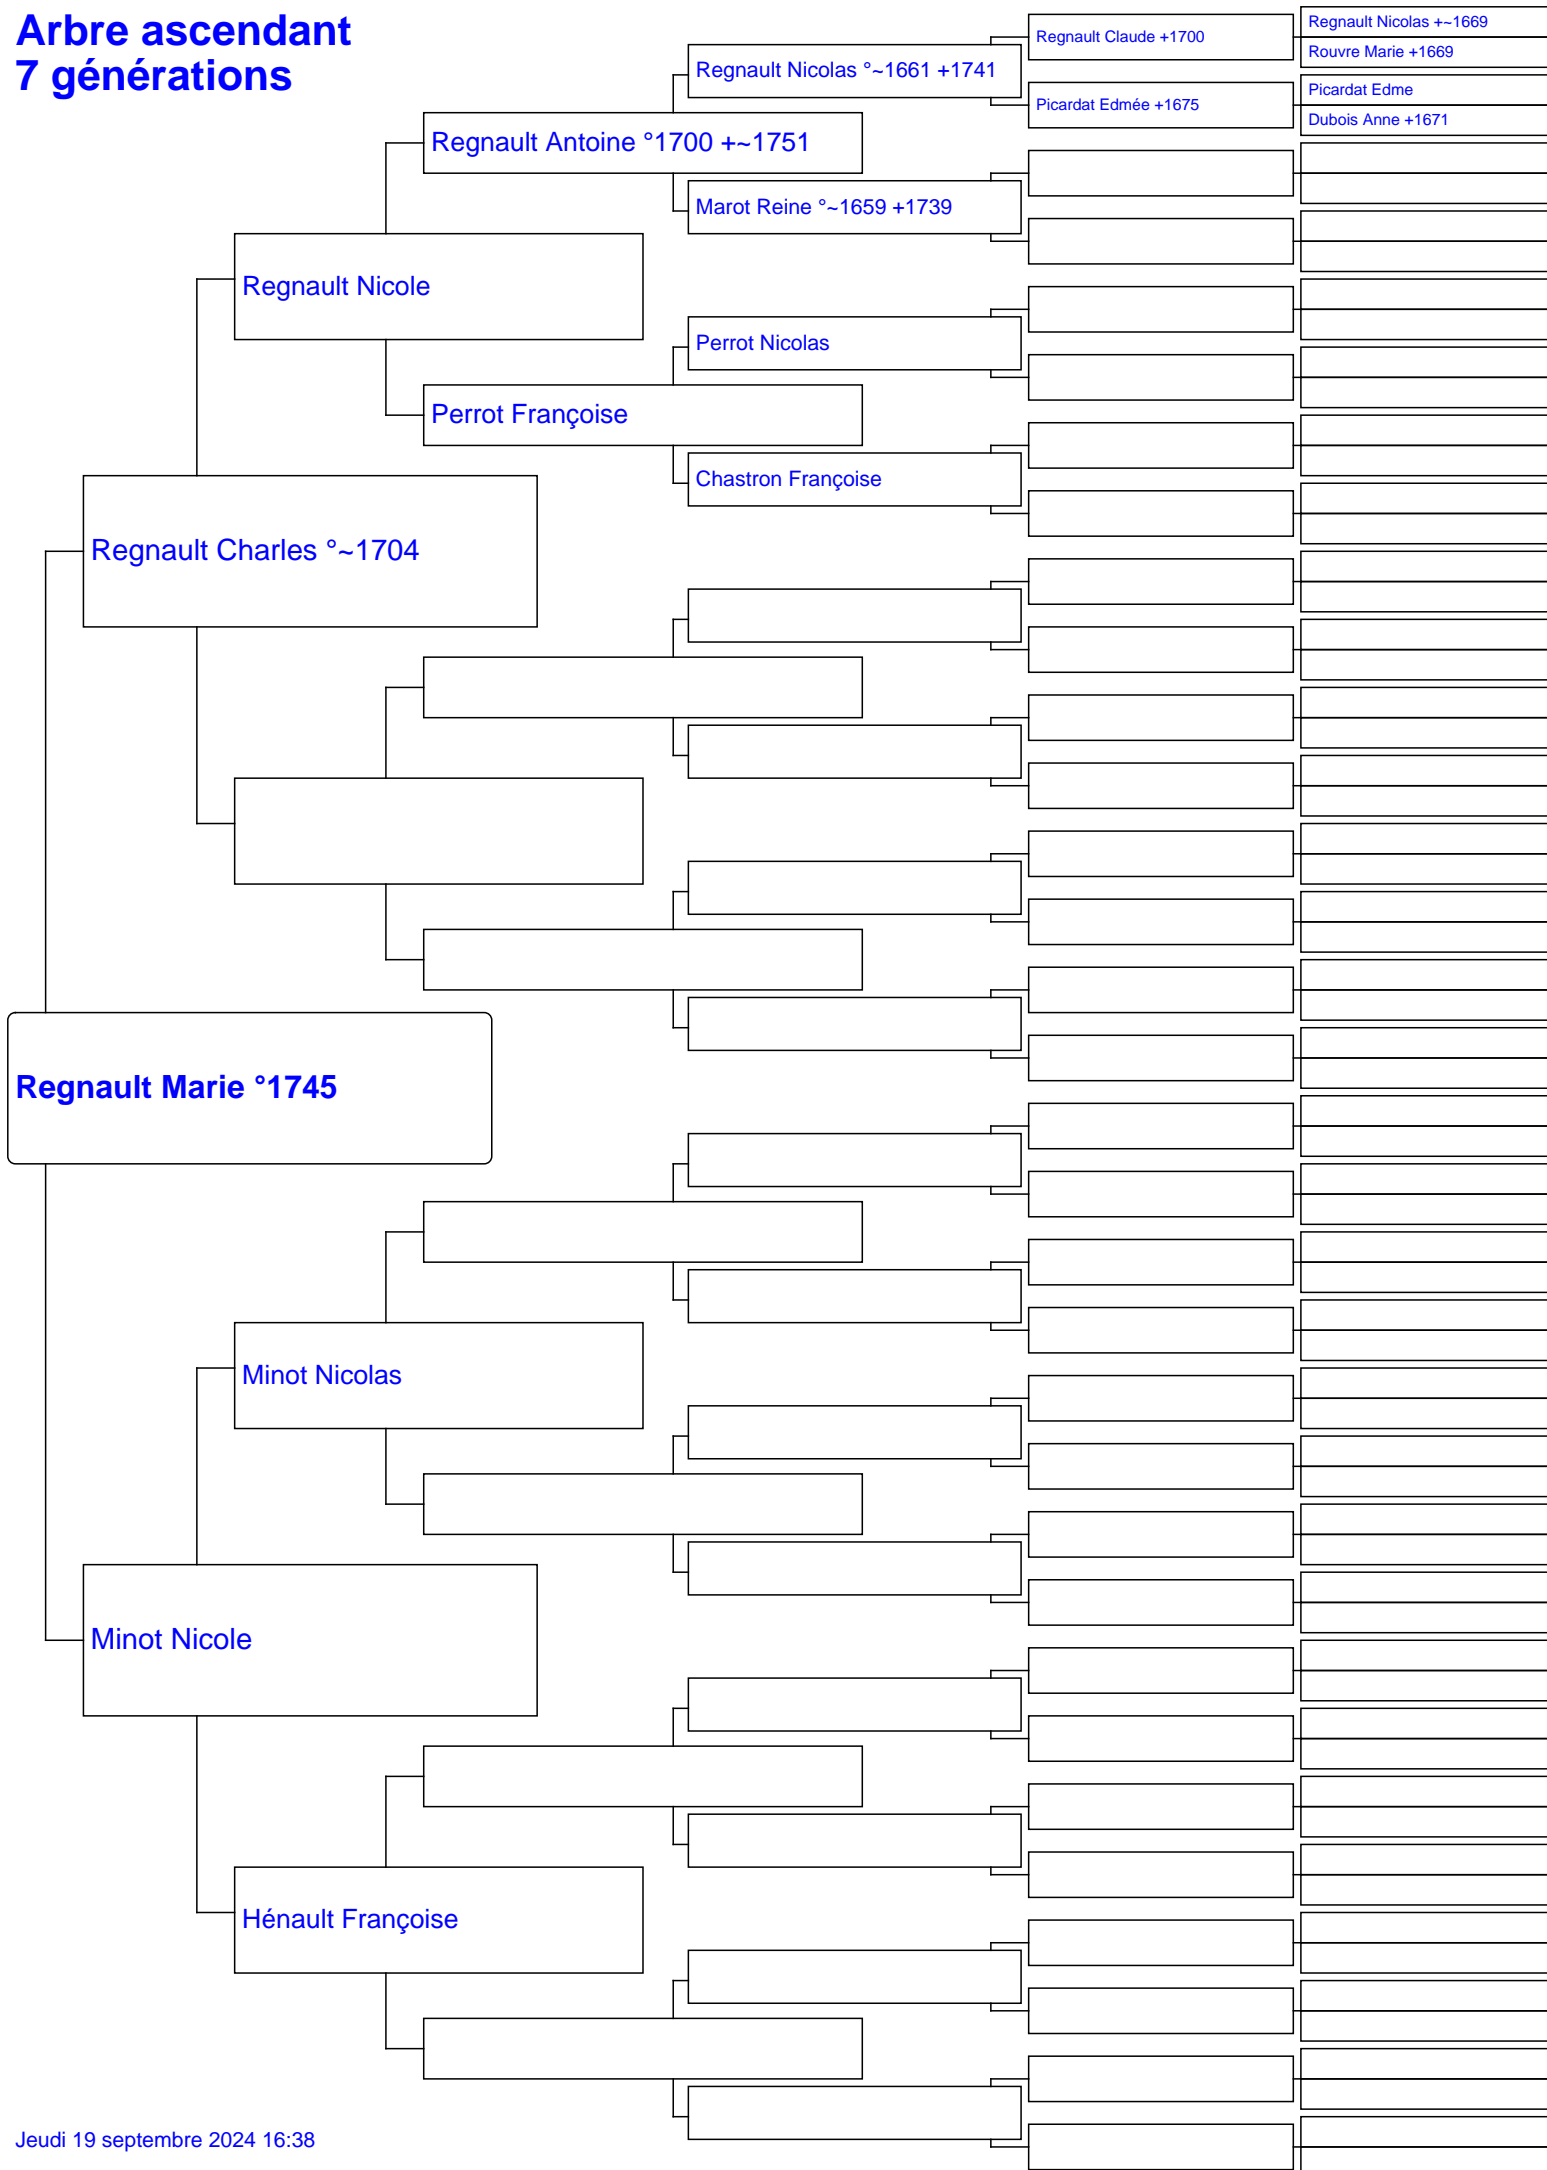 Arbre ascendant
7 générations
Regnault Nicolas +~1669
Regnault Claude +1700
Rouvre Marie +1669
Regnault Nicolas °~1661 +1741
Picardat Edme
Picardat Edmée +1675
Dubois Anne +1671
Regnault Antoine °1700 +~1751
Marot Reine °~1659 +1739
Regnault Nicole
Perrot Nicolas
Perrot Françoise
Chastron Françoise
Regnault Charles °~1704
Regnault Marie °1745
Minot Nicolas
Minot Nicole
Hénault Françoise
Jeudi 19 septembre 2024 16:38